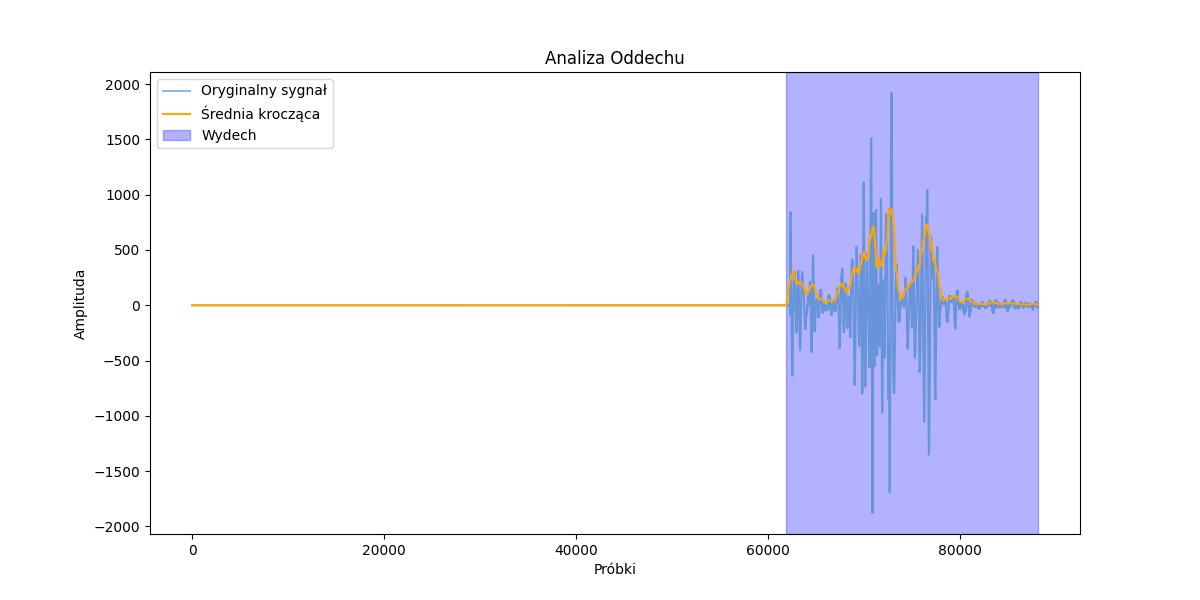 Analiza Oddechu
2000
1500
1000
500
0
−500
−1000
−1500
−2000
Amplituda
Oryginalny sygnał
Średnia krocząca
Wydech
0
20000
40000
60000
80000
Próbki